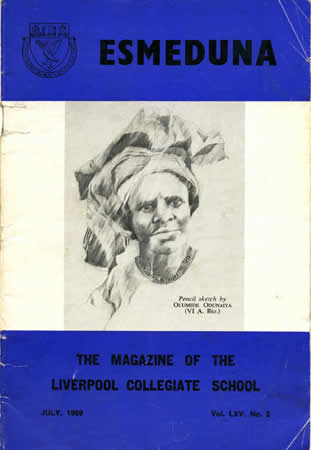 ESMEDUNA
Pencil sketch by
OLUMIDE ODUNAIYA
(VI A. Bio.)
THE MAGAZINE OF THE
LIVERPOOL COLLEGIATE SCHOOL
JULY, 1969
Vol. LXV. No. 2